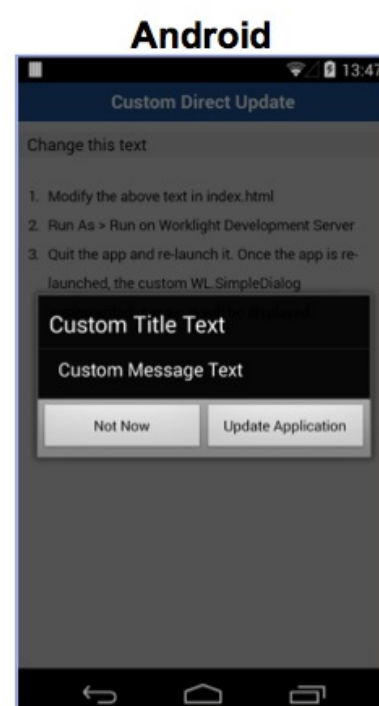 Android
13:47
Custom Direct Update
Change this text
1. Modify the above text in index.html
2. Run As > Run on Worklight Development Server
3. Quit the app and re-launch it. Once the app is re-
launched, the custom WL.SimpleDialog
Custom Title Text
Custom Message Text
Not Now
Update Application